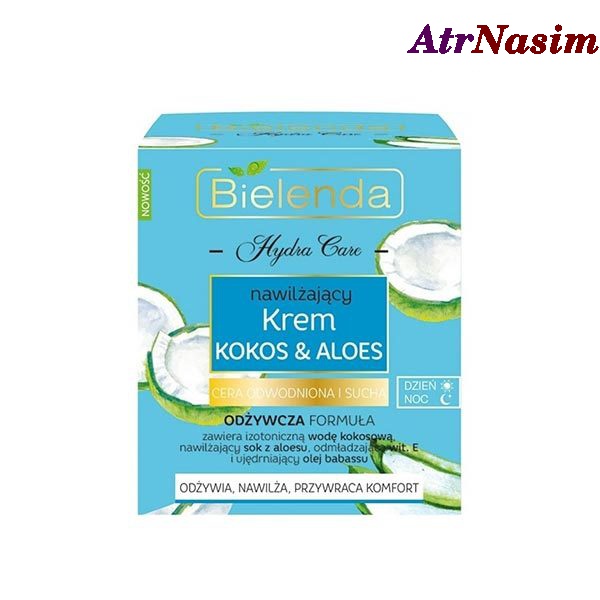 AtrNasim
NOWOŚĆ
Bielenda
Hydra Care
nawilżający
Krem
KOKOS & ALOES
CERA ODWODNIONA I SUCHA
DZIEŃ
NOC
ODŻYWCZA FORMUŁA
zawiera izotoniczną wodę kokosową,
nawilżający sok z aloesu, odmładzającą wit. E
i ujędrniający olej babassu
ODŻYWIA, NAWILŻA, PRZYWRACA KOMFORT